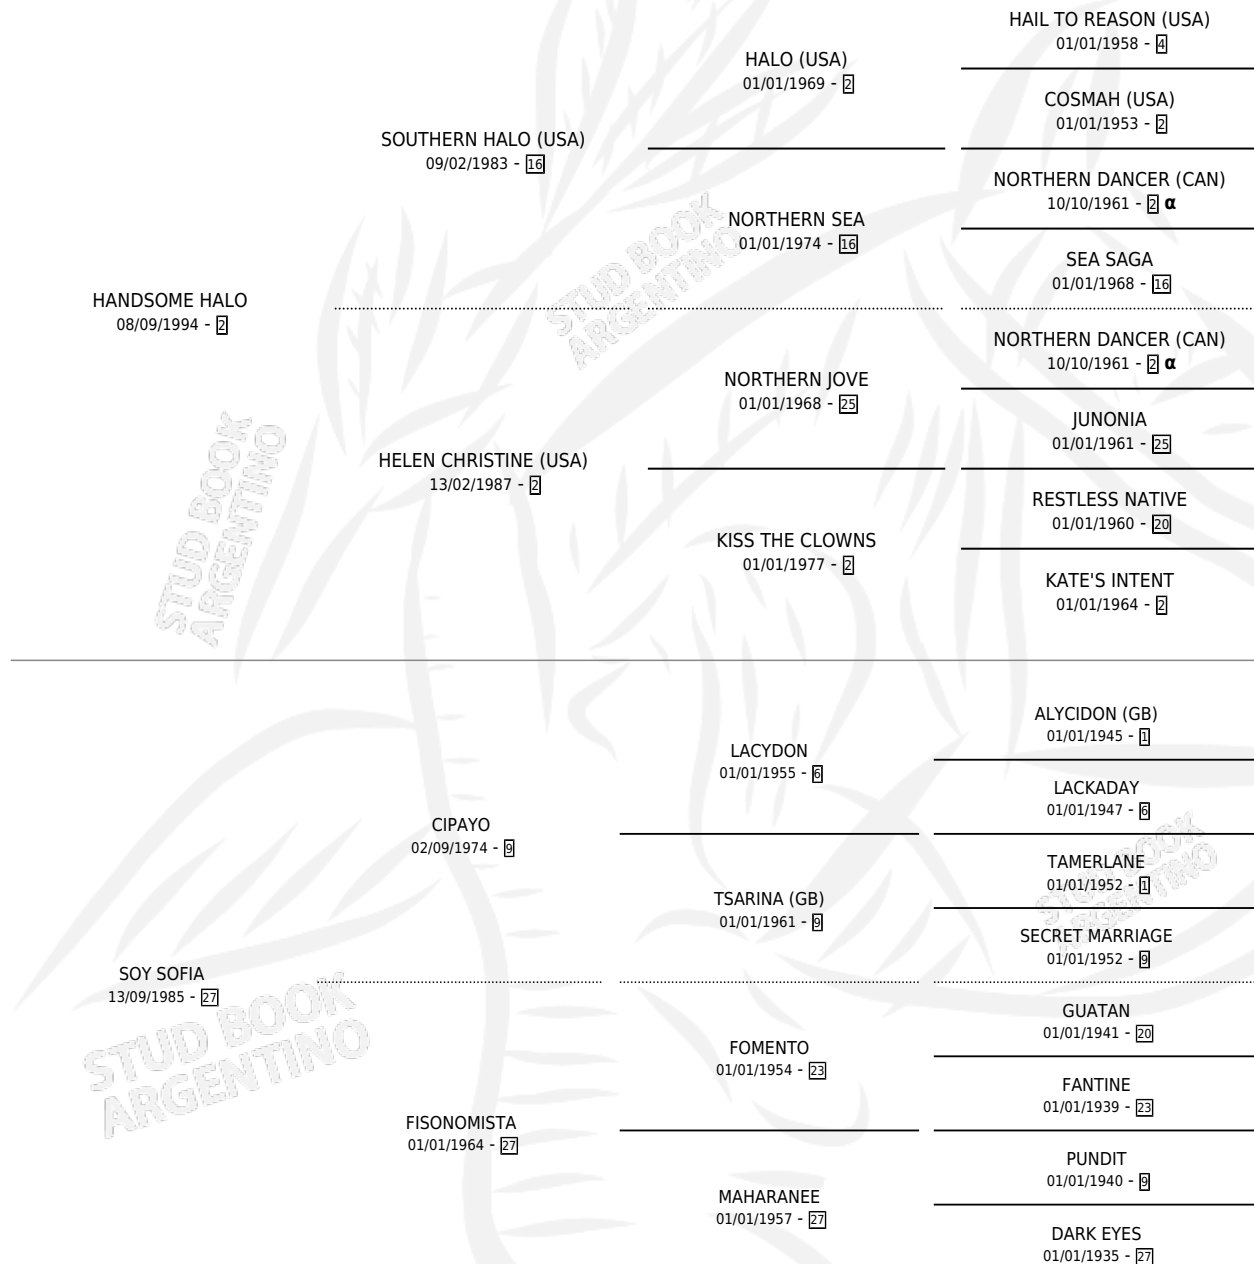 HANDSOME HALO
08/09/1994 - 2
SOUTHERN HALO (USA)
09/02/1983 - 16
HALO (USA)
01/01/1969 - 2
HAIL TO REASON (USA)
01/01/1958 - 4
COSMAH (USA)
01/01/1953 - 2
NORTHERN SEA
01/01/1974 - 16
NORTHERN DANCER (CAN)
10/10/1961 - 2 α
SEA SAGA
01/01/1968 - 16
HELEN CHRISTINE (USA)
13/02/1987 - 2
NORTHERN JOVE
01/01/1968 - 25
NORTHERN DANCER (CAN)
10/10/1961 - 2 α
JUNONIA
01/01/1961 - 25
KISS THE CLOWNS
01/01/1977 - 2
RESTLESS NATIVE
01/01/1960 - 20
KATE'S INTENT
01/01/1964 - 2
SOY SOFIA
13/09/1985 - 27
CIPAYO
02/09/1974 - 9
LACYDON
01/01/1955 - 6
ALYCIDON (GB)
01/01/1945 - 1
LACKADAY
01/01/1947 - 6
TSARINA (GB)
01/01/1961 - 9
TAMERLANE
01/01/1952 - 1
SECRET MARRIAGE
01/01/1952 - 9
FISONOMISTA
01/01/1964 - 27
FOMENTO
01/01/1954 - 23
GUATAN
01/01/1941 - 20
FANTINE
01/01/1939 - 23
MAHARANEE
01/01/1957 - 27
PUNDIT
01/01/1940 - 9
DARK EYES
01/01/1935 - 27
STUD BOOK
ARGENTINO
STUD BOOK
ARGENTINO
STUD BOOK
ARGENTINO
STUD BOOK
ARGENTINO